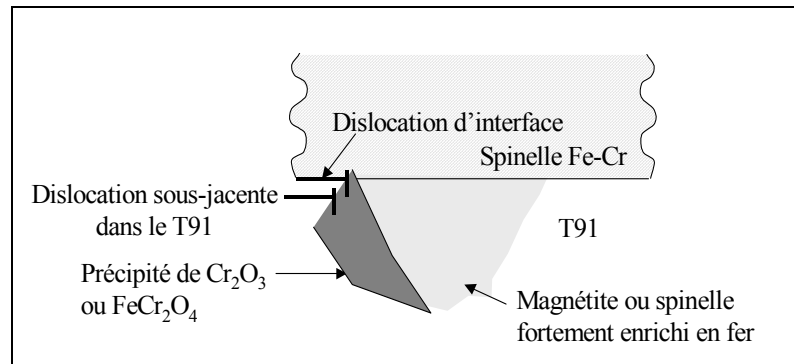 Dislocation d’interface
Spinelle Fe-Cr
Dislocation sous-jacente
dans le T91
T91
Précipité de Cr₂O₃
ou FeCr₂O₄
Magnétite ou spinelle
fortement enrichi en fer